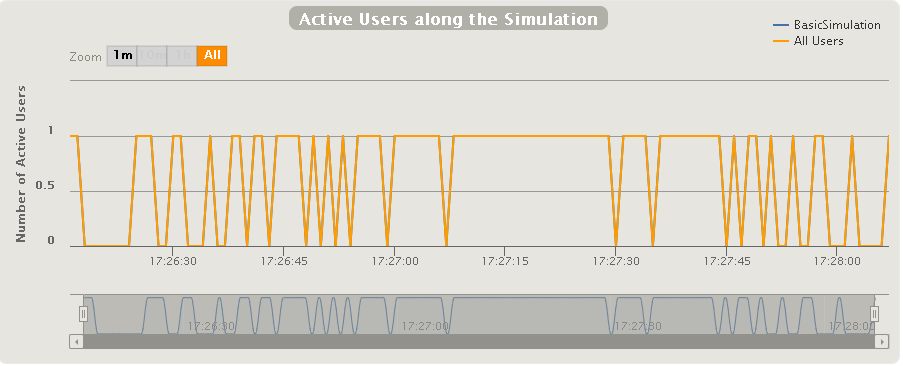 Active Users along the Simulation
BasicSimulation
All Users
Zoom 1m 10m 1h All
Number of Active Users
1
0.5
0
17:26:30 17:26:45 17:27:00 17:27:15 17:27:30 17:27:45 17:28:00
17:26:30 17:27:00 17:27:30 17:28:00